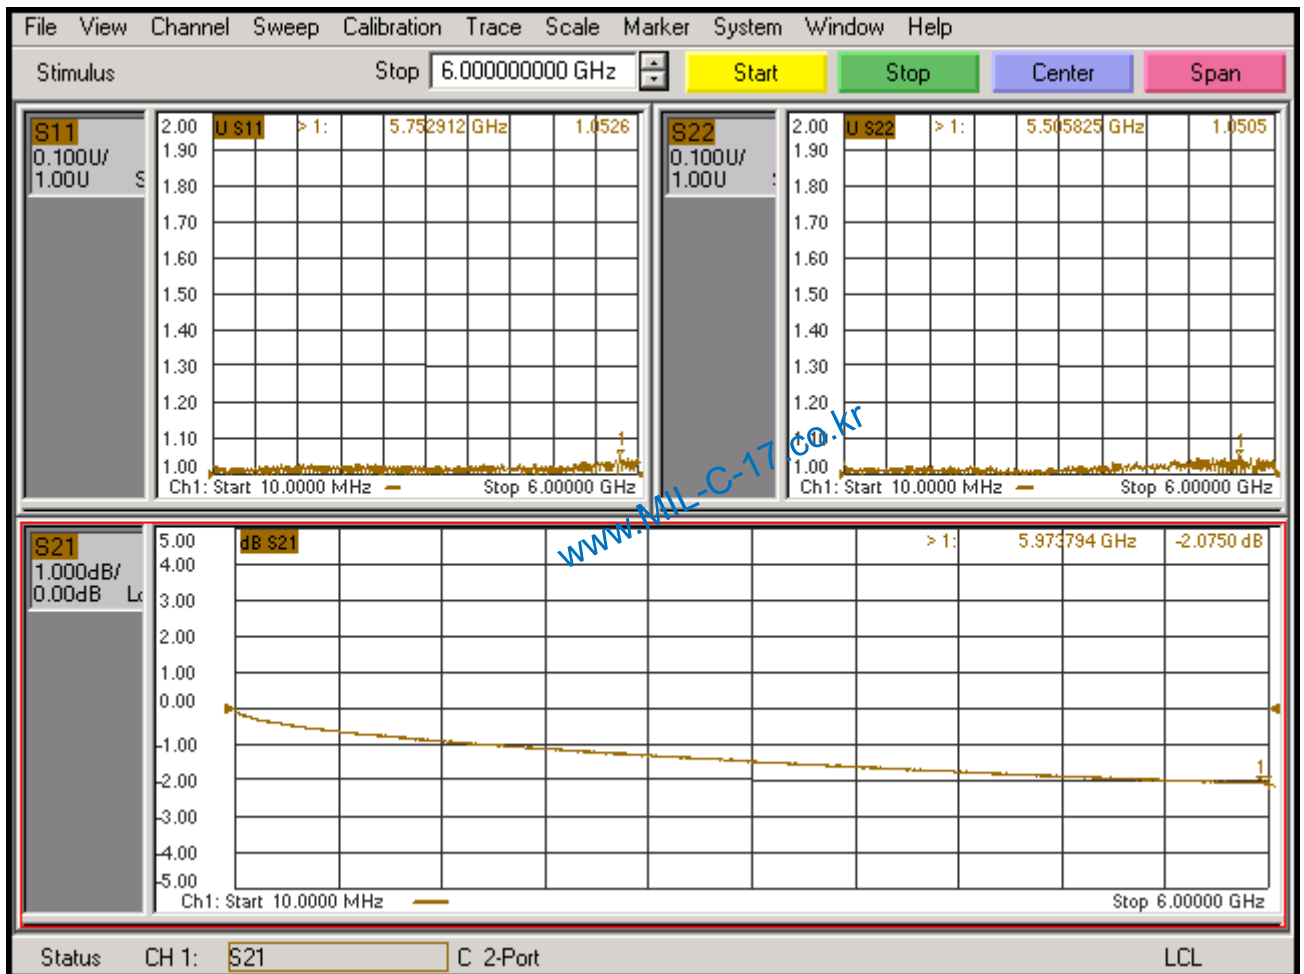 File View Channel Sweep Calibration Trace Scale Marker System Window Help
Stimulus Stop 6.000000000 GHz Start Stop Center Span
S11
0.100U/
1.00U S
2.00 U S11 > 1: 5.752912 GHz 1.0526
1.90
1.80
1.70
1.60
1.50
1.40
1.30
1.20
1.10
1.00
1
Ch1: Start 10.0000 MHz Stop 6.00000 GHz
S22
0.100U/
1.00U
2.00 U S22 > 1: 5.505825 GHz 1.0505
1.90
1.80
1.70
1.60
1.50
1.40
1.30
1.20
1.10
1.00
1
Ch1: Start 10.0000 MHz Stop 6.00000 GHz
www.MIL-C-17.co.kr
S21
1.000dB/
0.00dB Lo
5.00 dB S21 > 1: 5.973794 GHz -2.0750 dB
4.00
3.00
2.00
1.00
0.00
-1.00
-2.00
-3.00
-4.00
-5.00
1
Ch1: Start 10.0000 MHz Stop 6.00000 GHz
Status CH 1: S21 C 2-Port LCL